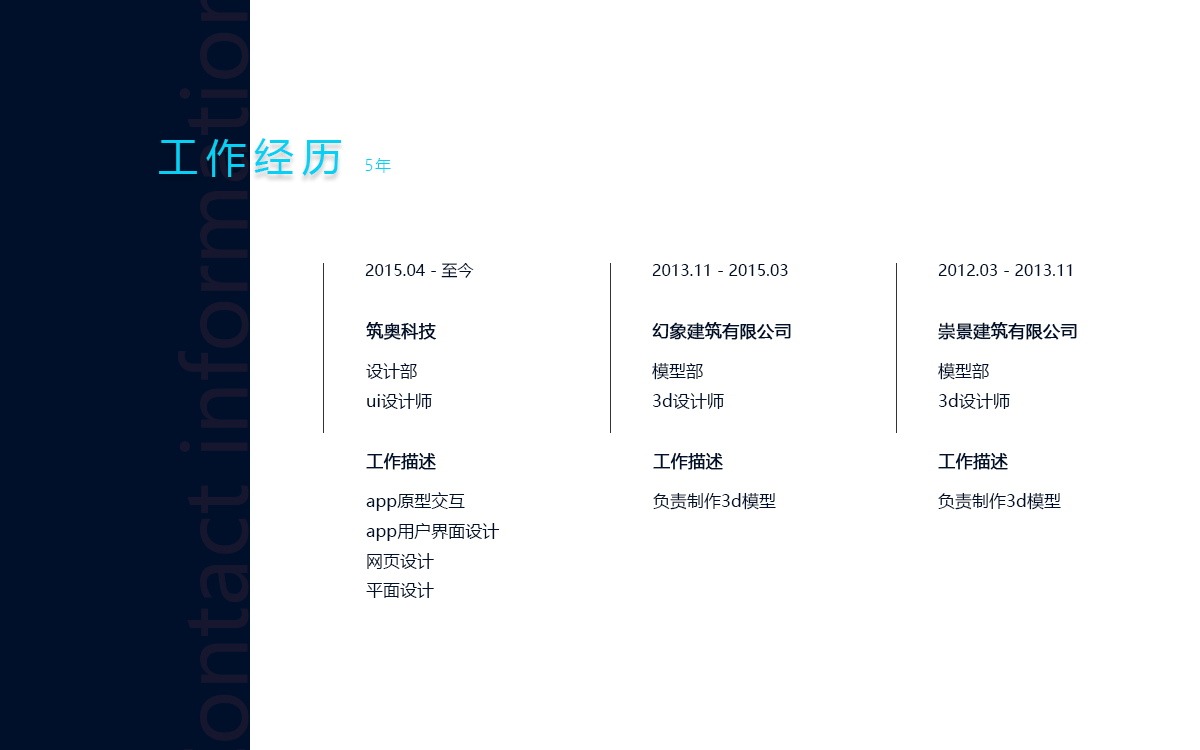 ontact information
工作经历 5年
2015.04 - 至今
筑奥科技
设计部
ui设计师
工作描述
app原型交互
app用户界面设计
网页设计
平面设计
2013.11 - 2015.03
幻象建筑有限公司
模型部
3d设计师
工作描述
负责制作3d模型
2012.03 - 2013.11
崇景建筑有限公司
模型部
3d设计师
工作描述
负责制作3d模型